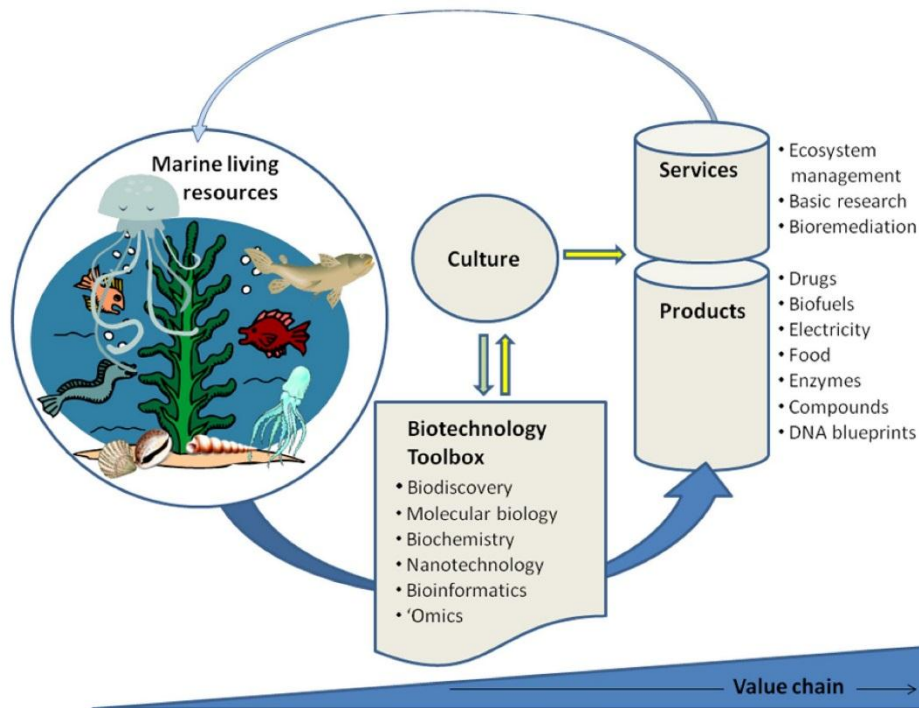 Marine living
resources
Culture
Services
• Ecosystem
management
• Basic research
• Bioremediation
Products
• Drugs
• Biofuels
• Electricity
• Food
• Enzymes
• Compounds
• DNA blueprints
Biotechnology
Toolbox
• Biodiscovery
• Molecular biology
• Biochemistry
• Nanotechnology
• Bioinformatics
• ‘Omics
Value chain